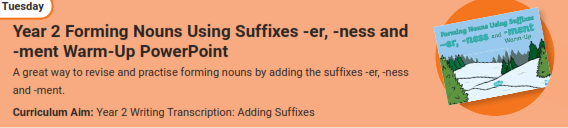 Tuesday
Year 2 Forming Nouns Using Suffixes -er, -ness and
-ment Warm-Up PowerPoint
A great way to revise and practise forming nouns by adding the suffixes -er, -ness
and -ment.
Curriculum Aim: Year 2 Writing Transcription: Adding Suffixes
Forming Nouns Using Suffixes
-er, -ness and -ment
Warm-Up